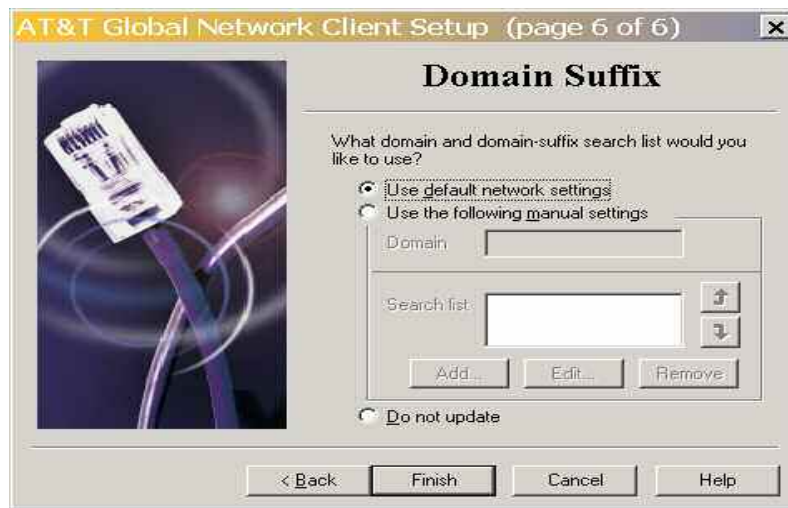 AT&T Global Network Client Setup (page 6 of 6)
Domain Suffix
What domain and domain-suffix search list would you
like to use?
Use default network settings
Use the following manual settings
Domain
Search list
Add...
Edit...
Remove
Do not update
< Back
Finish
Cancel
Help